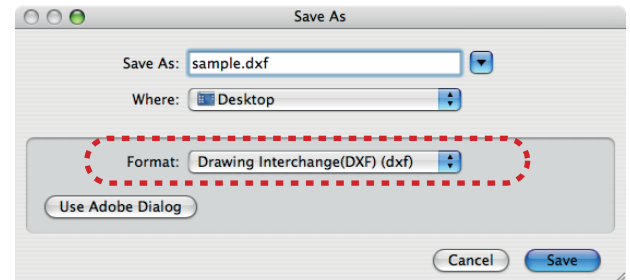 Save As
Save As: sample.dxf
Where: Desktop
Format: Drawing Interchange(DXF) (dxf)
Use Adobe Dialog
Cancel Save